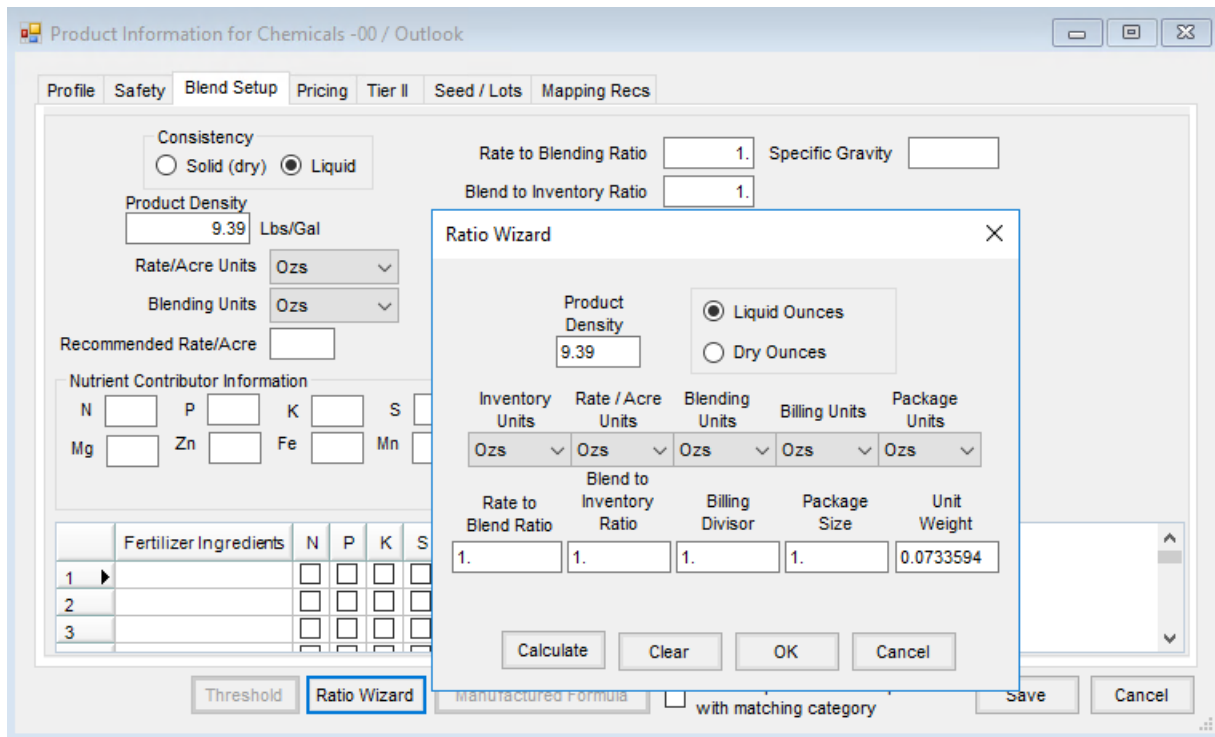 Product Information for Chemicals -00 / Outlook
Profile Safety Blend Setup Pricing Tier II Seed / Lots Mapping Recs
Consistency
Solid (dry) Liquid
Rate to Blending Ratio 1. Specific Gravity
Blend to Inventory Ratio 1.
Product Density
9.39 Lbs/Gal
Rate/Acre Units Ozs
Blending Units Ozs
Recommended Rate/Acre
Nutrient Contributor Information
N P K S
Mg Zn Fe Mn
Fertilizer Ingredients N P K S
1
2
3
Ratio Wizard
Product
Density
9.39
Liquid Ounces
Dry Ounces
Inventory
Units
Rate / Acre
Units
Blending
Units
Billing Units
Package
Units
Ozs Ozs Ozs Ozs Ozs
Rate to
Blend Ratio
Blend to
Inventory
Ratio
Billing
Divisor
Package
Size
Unit
Weight
1. 1. 1. 1. 0.0733594
Calculate Clear OK Cancel
Threshold Ratio Wizard Manufactured Formula
with matching category
Save Cancel